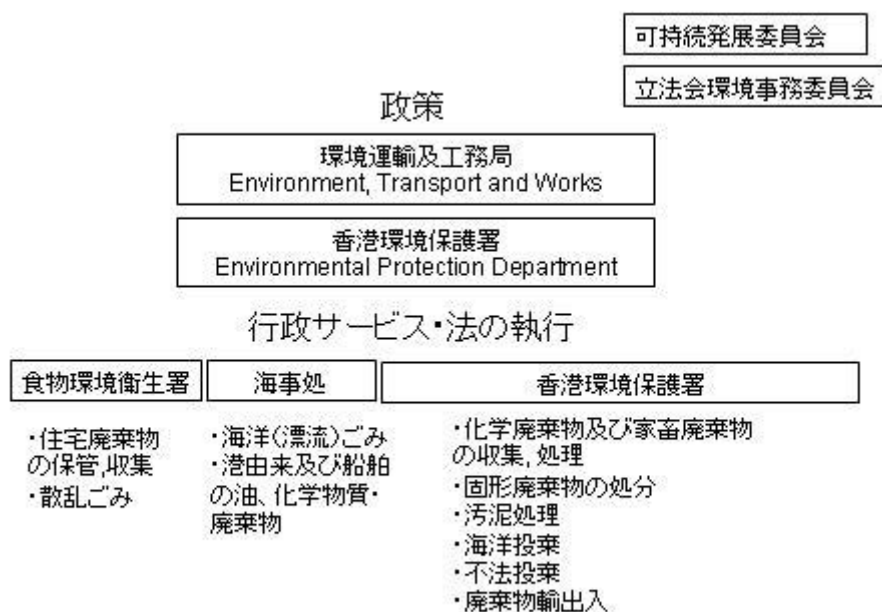 可持続発展委員会
立法会環境事務委員会
政策
環境運輸及工務局
Environment, Transport and Works
香港環境保護署
Environmental Protection Department
行政サービス・法の執行
食物環境衛生署
・住宅廃棄物
の保管,収集
・散乱ごみ
海事処
・海洋(漂流)ごみ
・港由来及び船舶
の油、化学物質・
廃棄物
香港環境保護署
・化学廃棄物及び家畜廃棄物
の収集, 処理
・固形廃棄物の処分
・汚泥処理
・海洋投棄
・不法投棄
・廃棄物輸出入